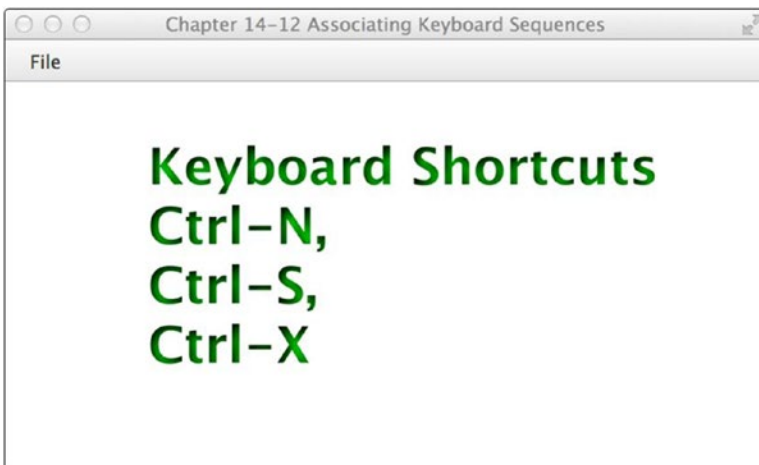 Chapter 14–12 Associating Keyboard Sequences
File
Keyboard Shortcuts
Ctrl–N,
Ctrl–S,
Ctrl–X